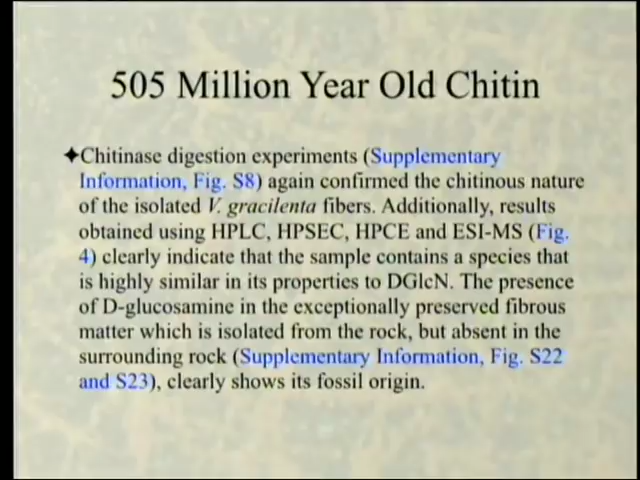 505 Million Year Old Chitin
✦Chitinase digestion experiments (Supplementary
Information, Fig. S8) again confirmed the chitinous nature
of the isolated V. gracilenta fibers. Additionally, results
obtained using HPLC, HPSEC, HPCE and ESI-MS (Fig.
4) clearly indicate that the sample contains a species that
is highly similar in its properties to DGlcN. The presence
of D-glucosamine in the exceptionally preserved fibrous
matter which is isolated from the rock, but absent in the
surrounding rock (Supplementary Information, Fig. S22
and S23), clearly shows its fossil origin.